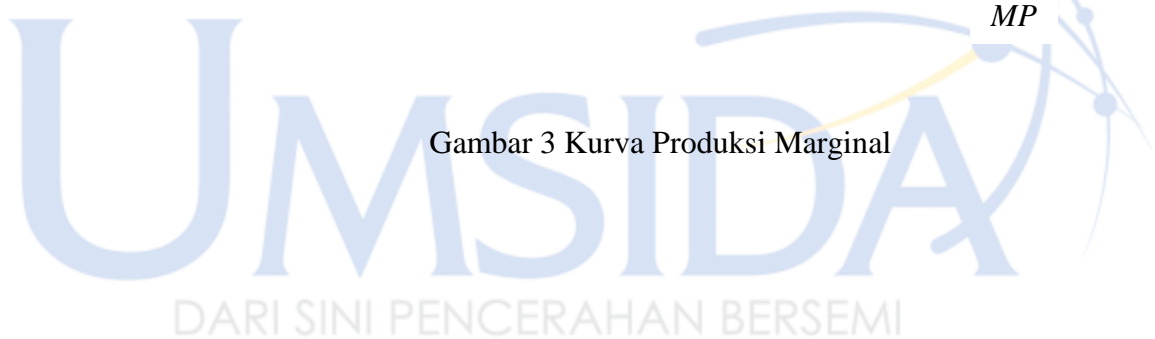 MP
Gambar 3 Kurva Produksi Marginal
UMSIDA
DARI SINI PENCERAHAN BERSEMI